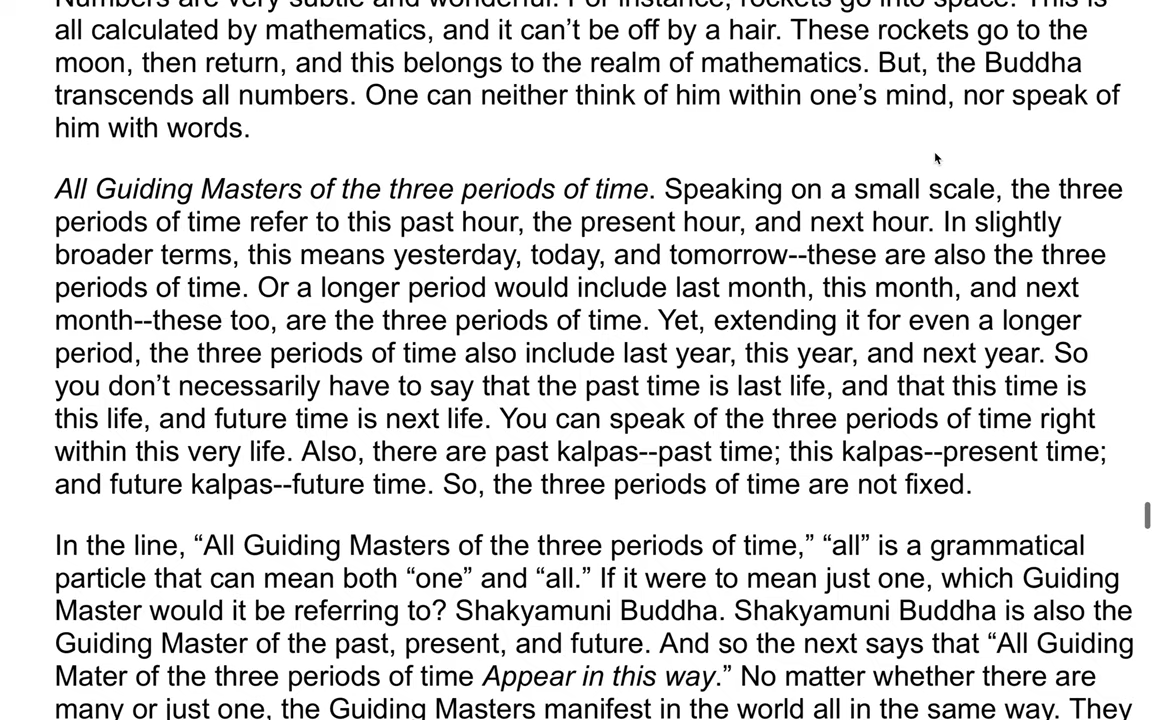 Numbers are very subtle and wonderful. For instance, rockets go into space. This is
all calculated by mathematics, and it can’t be off by a hair. These rockets go to the
moon, then return, and this belongs to the realm of mathematics. But, the Buddha
transcends all numbers. One can neither think of him within one’s mind, nor speak of
him with words.
All Guiding Masters of the three periods of time. Speaking on a small scale, the three
periods of time refer to this past hour, the present hour, and next hour. In slightly
broader terms, this means yesterday, today, and tomorrow--these are also the three
periods of time. Or a longer period would include last month, this month, and next
month--these too, are the three periods of time. Yet, extending it for even a longer
period, the three periods of time also include last year, this year, and next year. So
you don’t necessarily have to say that the past time is last life, and that this time is
this life, and future time is next life. You can speak of the three periods of time right
within this very life. Also, there are past kalpas--past time; this kalpas--present time;
and future kalpas--future time. So, the three periods of time are not fixed.
In the line, “All Guiding Masters of the three periods of time,” “all” is a grammatical
particle that can mean both “one” and “all.” If it were to mean just one, which Guiding
Master would it be referring to? Shakyamuni Buddha. Shakyamuni Buddha is also the
Guiding Master of the past, present, and future. And so the next says that “All Guiding
Mater of the three periods of time Appear in this way.” No matter whether there are
many or just one, the Guiding Masters manifest in the world all in the same way. They